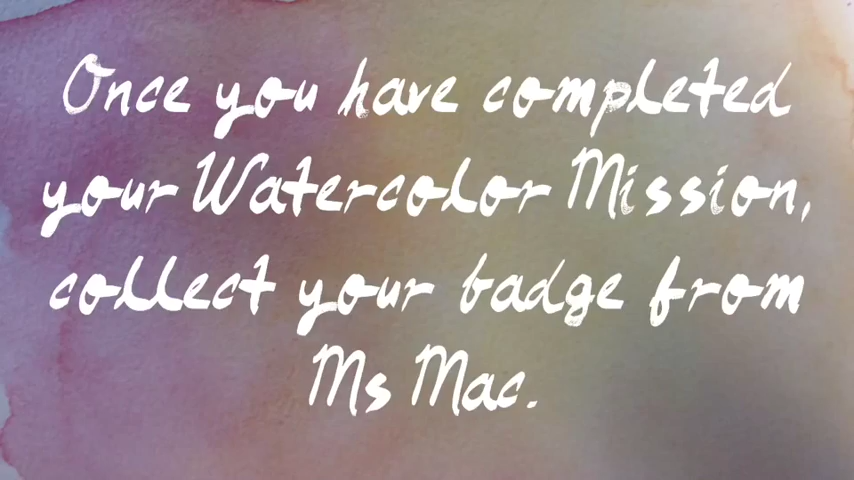 Once you have completed
your Watercolor Mission,
collect your badge from
Ms Mac.